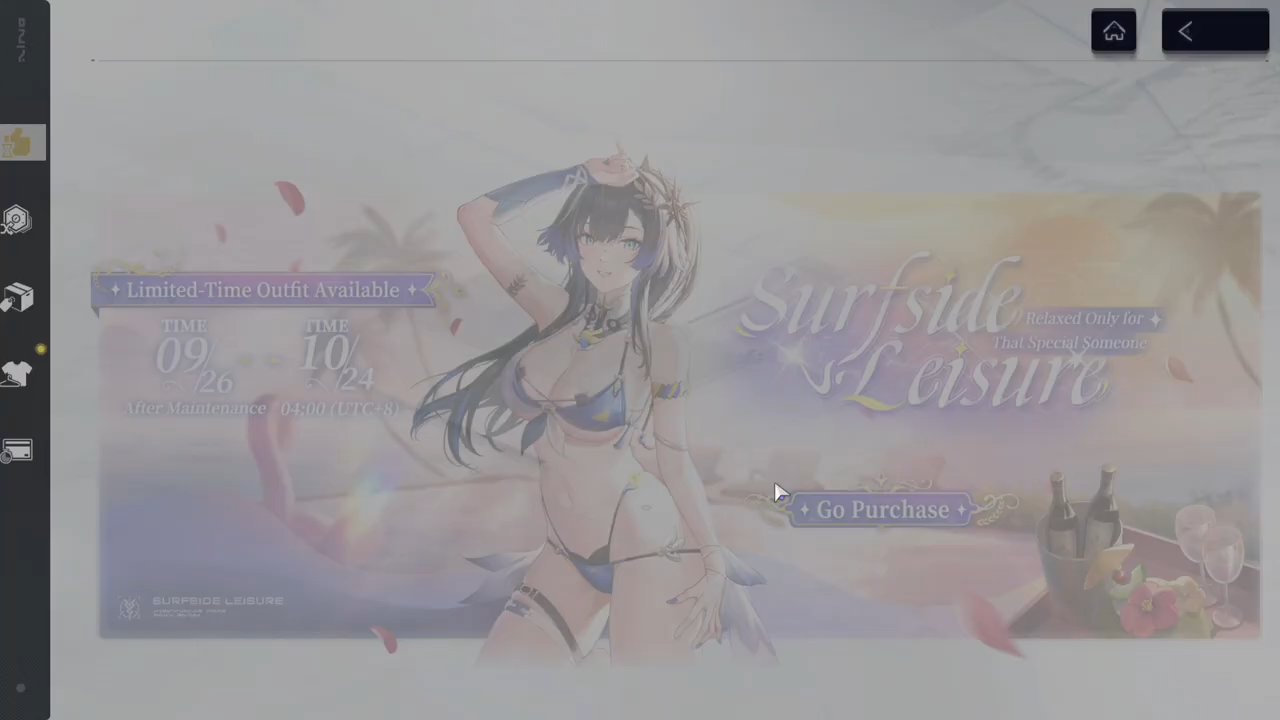 Limited-Time Outfit Available
TIME
09/26
TIME
10/24
After Maintenance
04:00 (UTC+8)
Surfside
Leisure
Relaxed Only for
That Special Someone
Go Purchase
SURFSIDE LEISURE